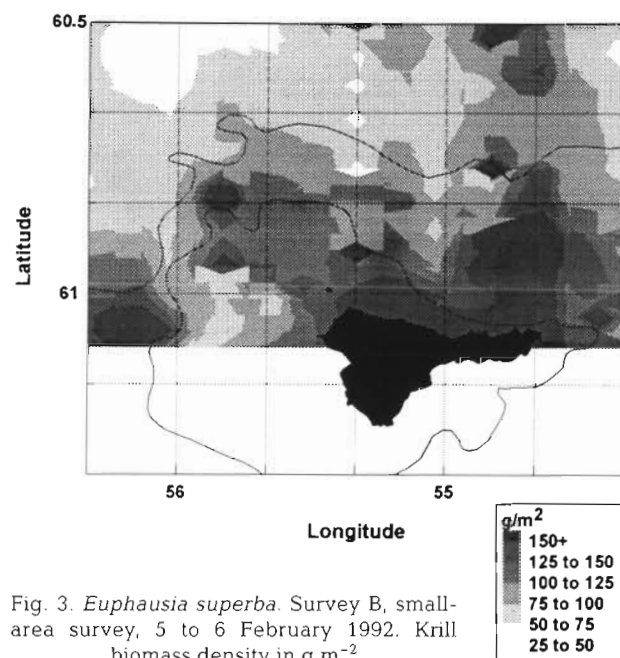 60.5
Latitude
61
56
55
Longitude
g/m²
150+
125 to 150
100 to 125
75 to 100
50 to 75
25 to 50
Fig. 3. Euphausia superba. Survey B, small-
area survey, 5 to 6 February 1992. Krill
biomass density in g m⁻²